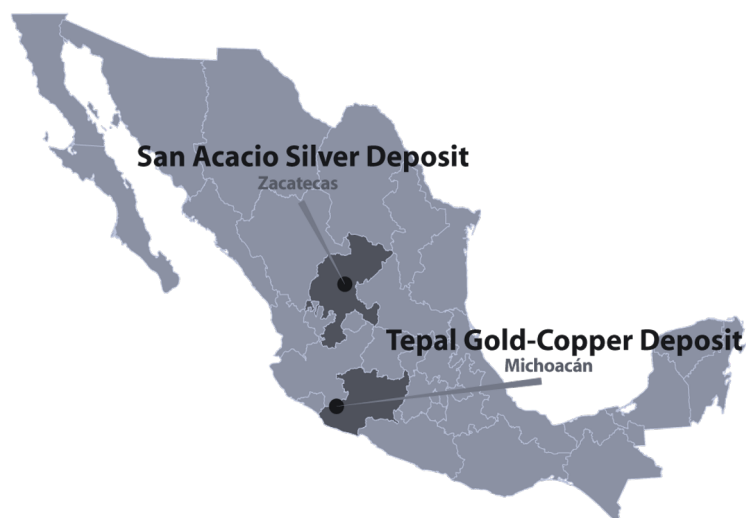 San Acacio Silver Deposit
Zacatecas
Tepal Gold-Copper Deposit
Michoacán